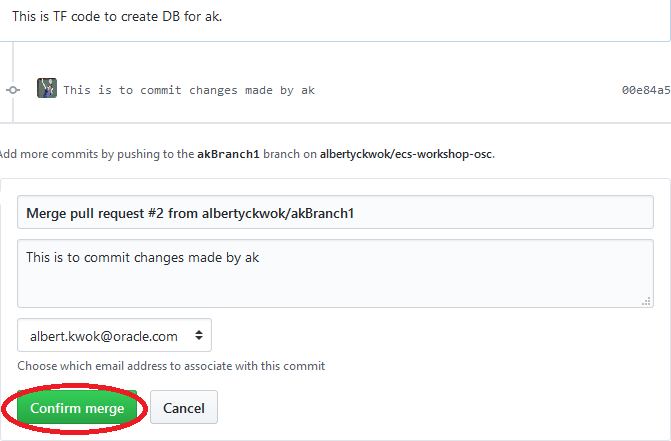 This is TF code to create DB for ak.
This is to commit changes made by ak 00e84a5
Add more commits by pushing to the akBranch1 branch on albertyckwok/ecs-workshop-osc.
Merge pull request #2 from albertyckwok/akBranch1
This is to commit changes made by ak
albert.kwok@oracle.com
Choose which email address to associate with this commit
Confirm merge Cancel